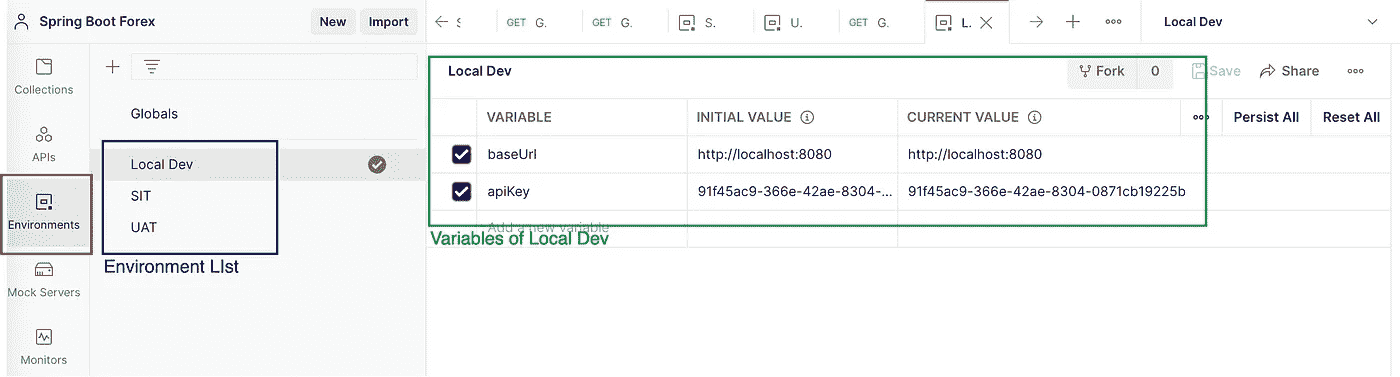 Spring Boot Forex
New
Import
GET G.
GET G.
S.
U.
GET G.
L.
Local Dev
Collections
APIs
Environments
Mock Servers
Monitors
Globals
Local Dev
SIT
UAT
Environment LIst
Local Dev
Fork
0
Save
Share
VARIABLE INITIAL VALUE CURRENT VALUE Persist All Reset All
baseUrl http://localhost:8080 http://localhost:8080
apiKey 91f45ac9-366e-42ae-8304-... 91f45ac9-366e-42ae-8304-0871cb19225b
Add a new variable
Variables of Local Dev